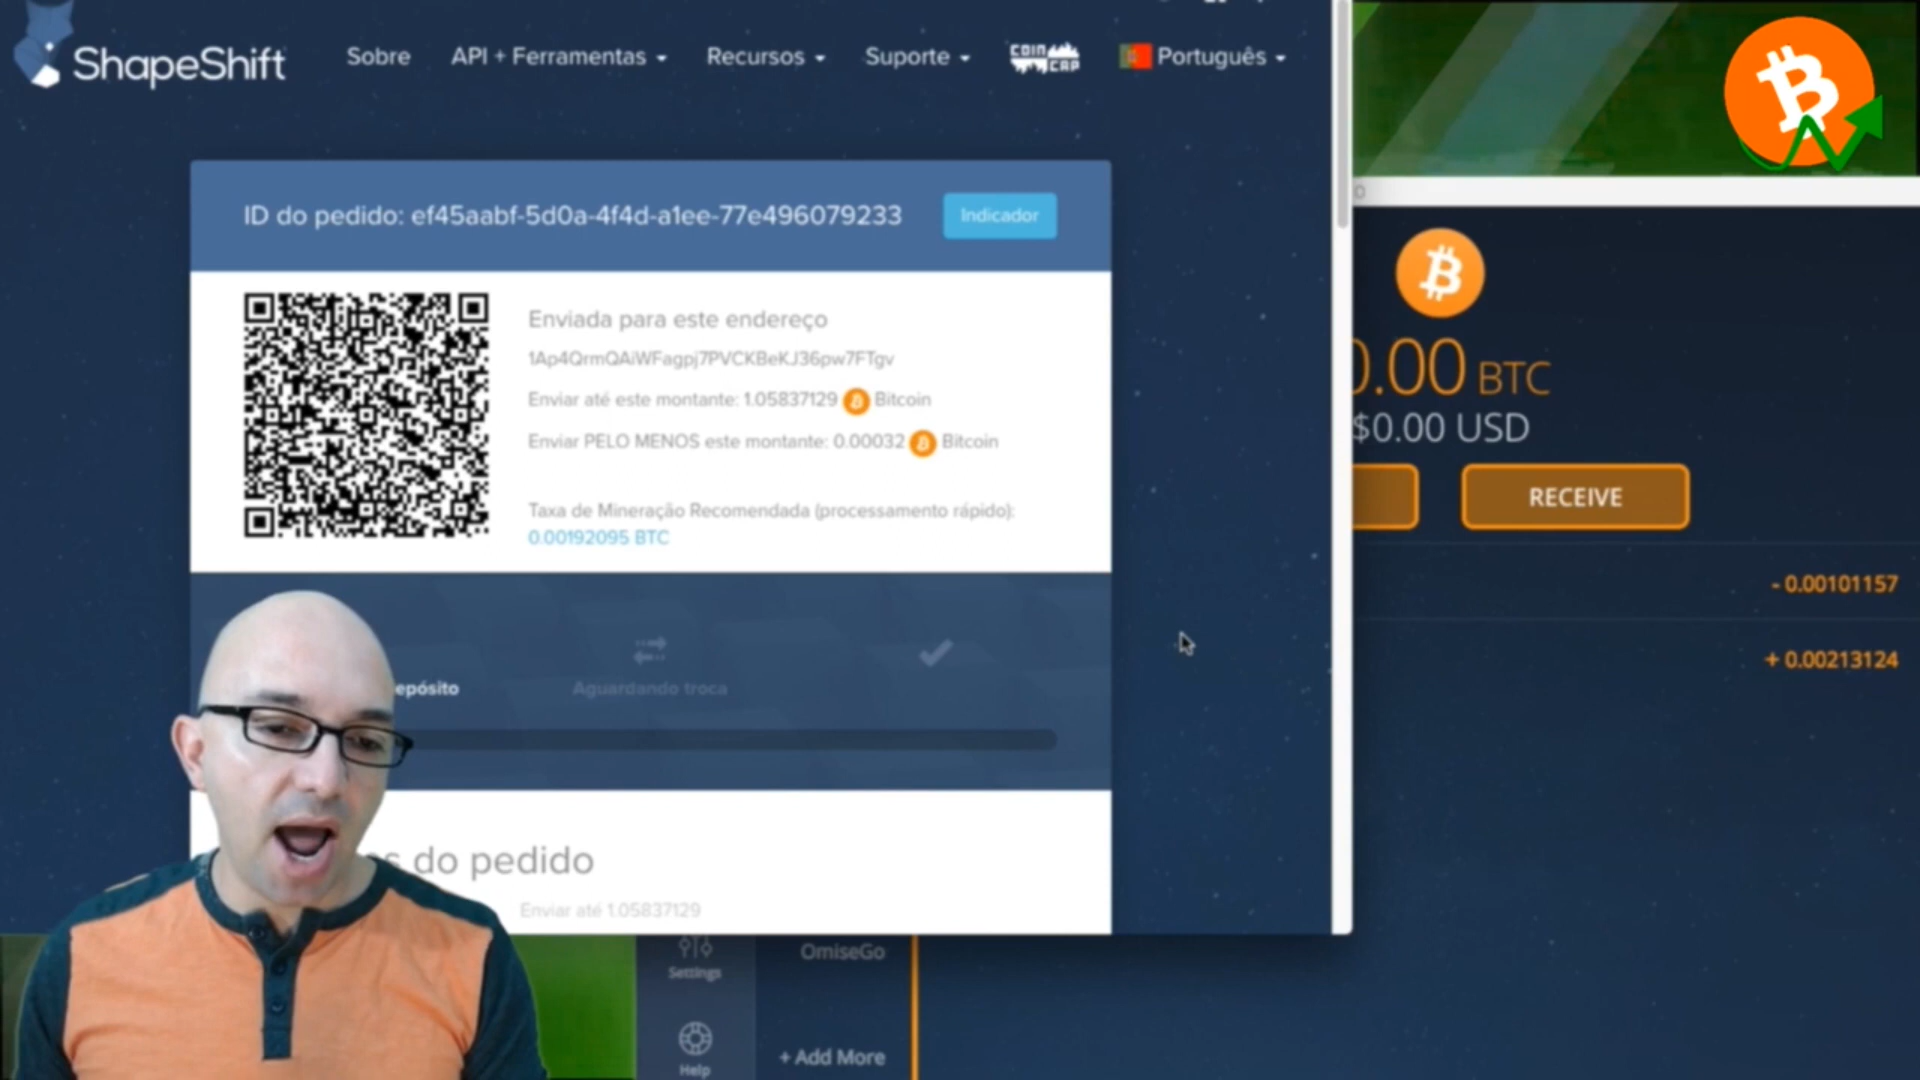 ShapeShift
Sobre
API + Ferramentas
Recursos
Suporte
COIN CAP
Português
ID do pedido: ef45aabf-5d0a-4f4d-a1ee-77e496079233
Indicador
Enviada para este endereço
1Ap4QrmQAiWFagpj7PVCKBeKJ36pw7FTgv
Enviar até este montante: 1.05837129 Bitcoin
Enviar PELO MENOS este montante: 0.00032 Bitcoin
Taxa de Mineração Recomendada (processamento rápido):
0.00192095 BTC
epósito
Aguardando troca
s do pedido
Enviar até 1.05837129
0.00 BTC
$0.00 USD
RECEIVE
- 0.00101157
+ 0.00213124
Settings
OmiseGo
Help
+ Add More